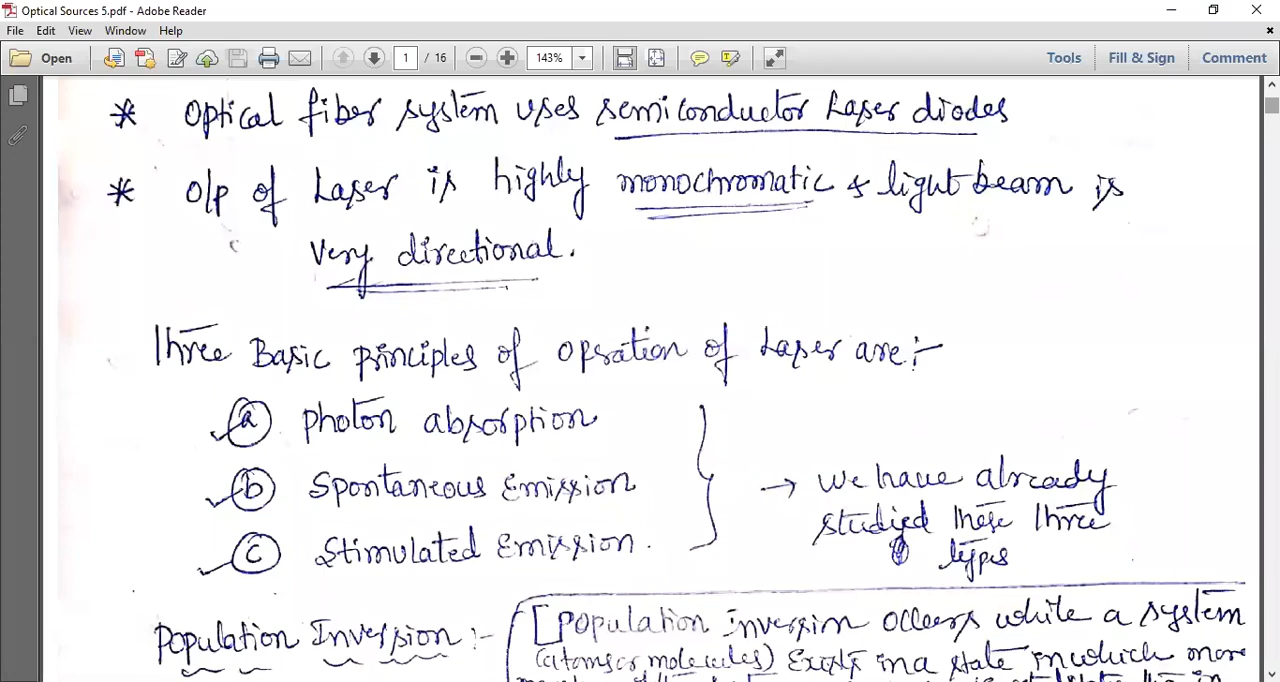 Optical Sources 5.pdf - Adobe Reader
File Edit View Window Help
Open 1 / 16 143% Tools Fill & Sign Comment
* Optical fiber system uses semiconductor Laser diodes
* O/p of Laser is highly monochromatic & light beam is
very directional.
Three Basic principles of operation of Laser are:-
(a) Photon absorption
(b) Spontaneous Emission
(c) Stimulated Emission.
→ We have already
studied these three
types
Population Inversion :- [Population inversion occurs while a system
(atoms or molecules) Exists in a state in which more